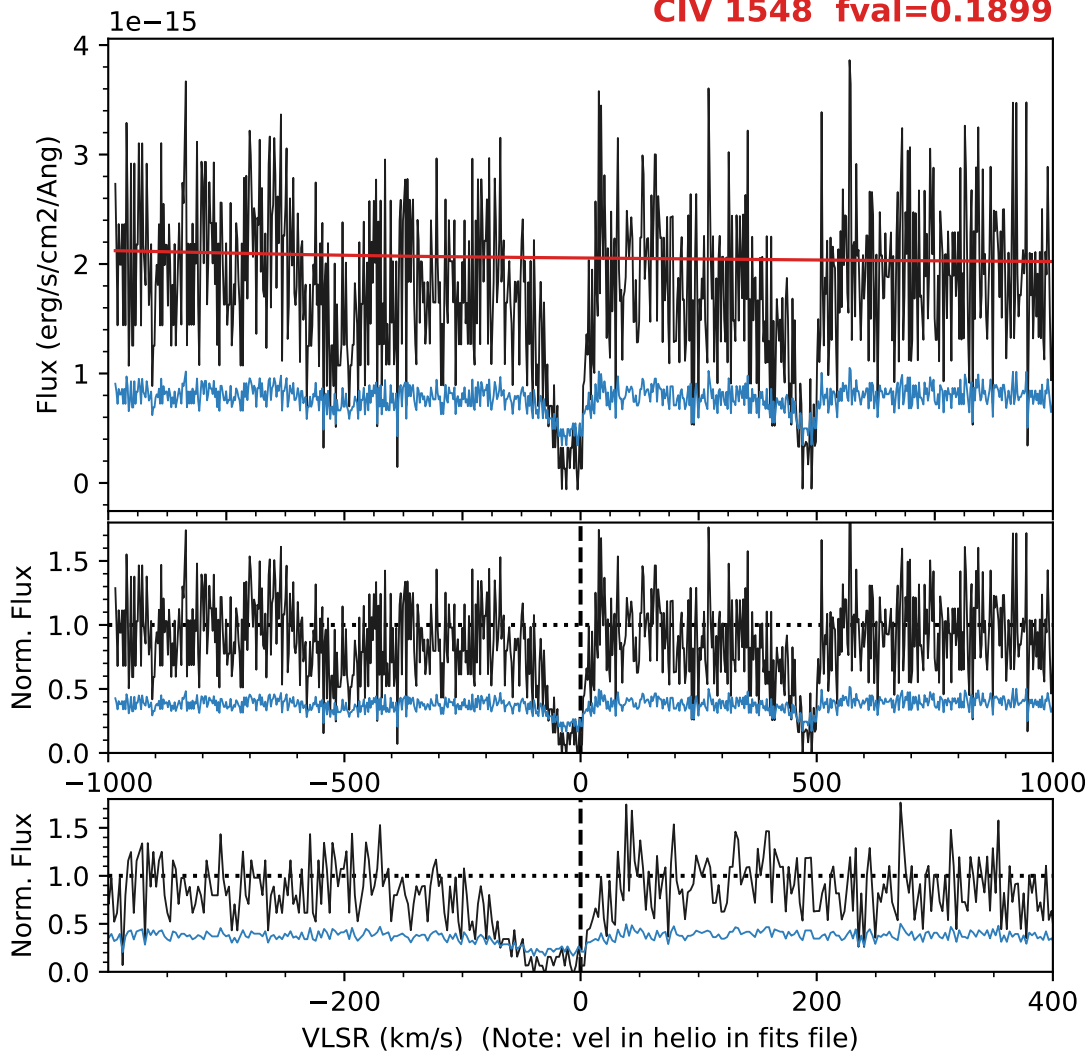 CIV 1548 fval=0.1899
1e−15
4
3
2
1
0
Flux (erg/s/cm2/Ang)
1.5
1.0
0.5
0.0
Norm. Flux
−1000 −500 0 500 1000
1.5
1.0
0.5
0.0
Norm. Flux
−200 0 200 400
VLSR (km/s) (Note: vel in helio in fits file)